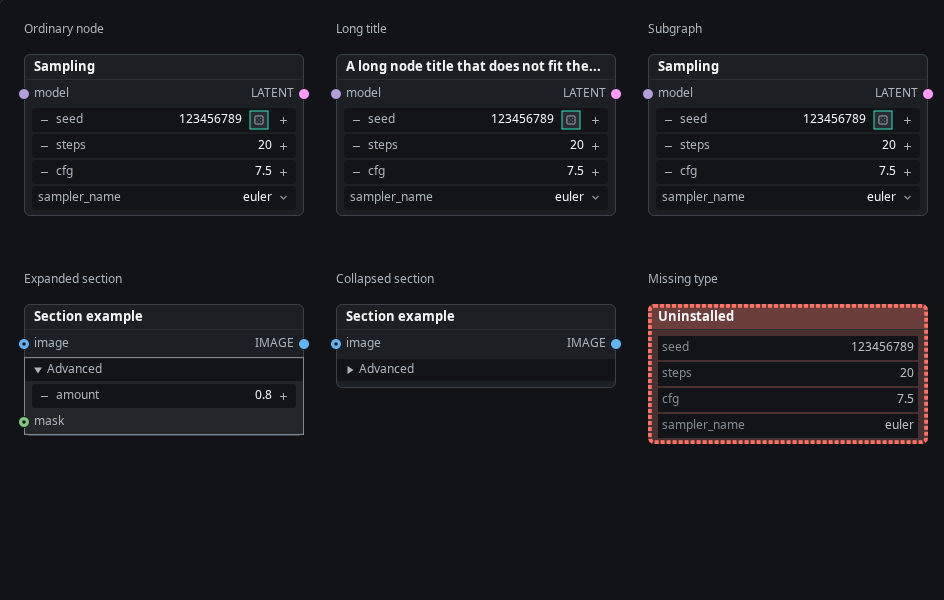 Ordinary node
Long title
Subgraph
Sampling
A long node title that does not fit the...
Sampling
model LATENT
model LATENT
model LATENT
– seed 123456789 +
– seed 123456789 +
– seed 123456789 +
– steps 20 +
– steps 20 +
– steps 20 +
– cfg 7.5 +
– cfg 7.5 +
– cfg 7.5 +
sampler_name euler
sampler_name euler
sampler_name euler
Expanded section
Collapsed section
Missing type
Section example
Section example
Uninstalled
image IMAGE
image IMAGE
seed 123456789
Advanced
Advanced
steps 20
– amount 0.8 +
cfg 7.5
mask
sampler_name euler